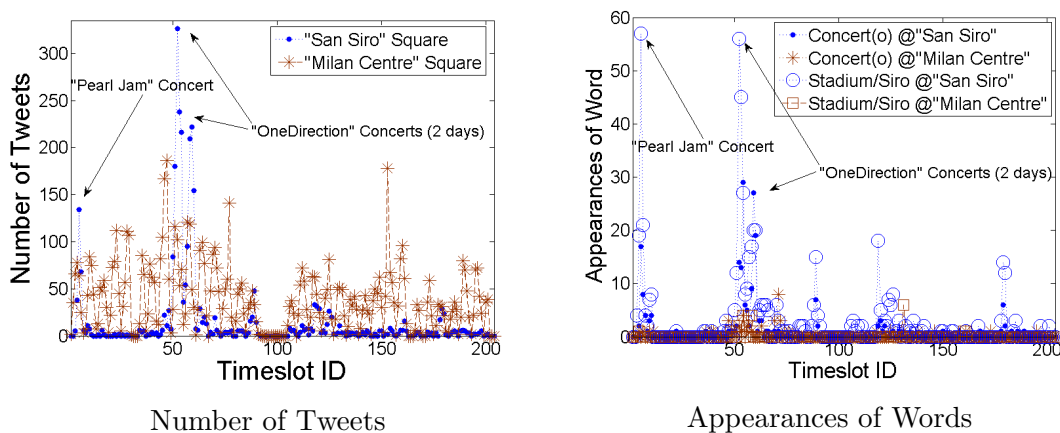 "San Siro" Square
"Milan Centre" Square
"Pearl Jam" Concert
"OneDirection" Concerts (2 days)
Number of Tweets
350
300
250
200
150
100
50
0
50
100
150
200
Timeslot ID
Number of Tweets
Concert(o) @"San Siro"
Concert(o) @"Milan Centre"
Stadium/Siro @"San Siro"
Stadium/Siro @"Milan Centre"
"Pearl Jam" Concert
"OneDirection" Concerts (2 days)
Appearances of Word
60
50
40
30
20
10
0
50
100
150
200
Timeslot ID
Appearances of Words